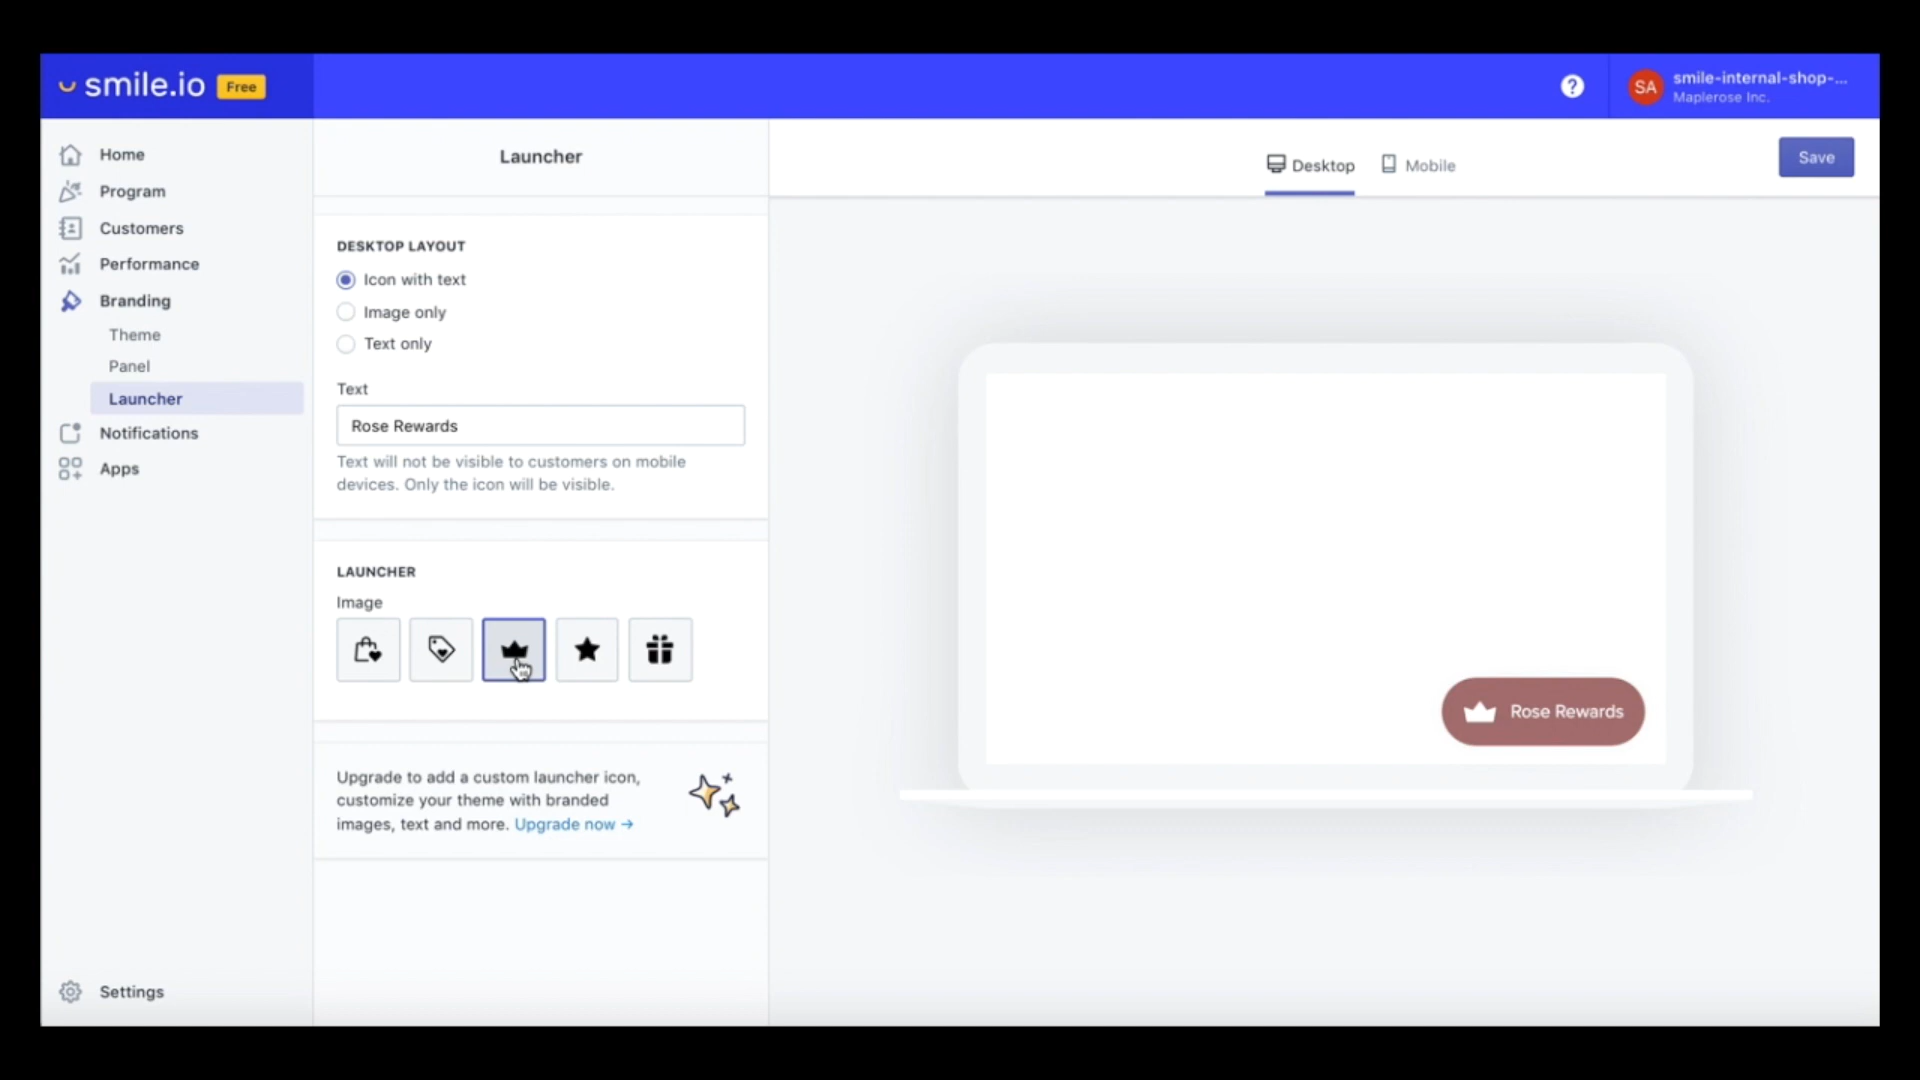 smile.io Free
?
SA
smile-internal-shop-...
Maplerose Inc.
Home
Program
Customers
Performance
Branding
Theme
Panel
Launcher
Notifications
Apps
Settings
Launcher
DESKTOP LAYOUT
Icon with text
Image only
Text only
Text
Rose Rewards
Text will not be visible to customers on mobile
devices. Only the icon will be visible.
LAUNCHER
Image
Upgrade to add a custom launcher icon,
customize your theme with branded
images, text and more. Upgrade now →
Desktop
Mobile
Save
Rose Rewards